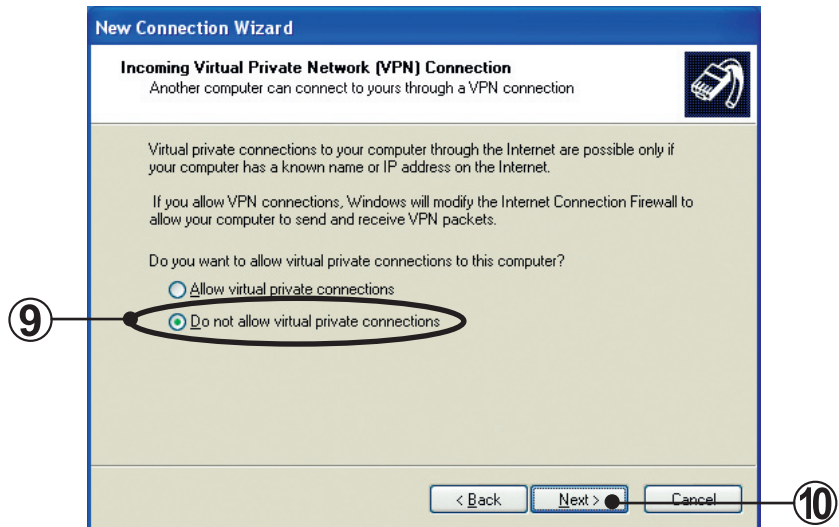 New Connection Wizard
Incoming Virtual Private Network (VPN) Connection
Another computer can connect to yours through a VPN connection
Virtual private connections to your computer through the Internet are possible only if
your computer has a known name or IP address on the Internet.
If you allow VPN connections, Windows will modify the Internet Connection Firewall to
allow your computer to send and receive VPN packets.
Do you want to allow virtual private connections to this computer?
Allow virtual private connections
9
Do not allow virtual private connections
< Back
Next >
Cancel
10